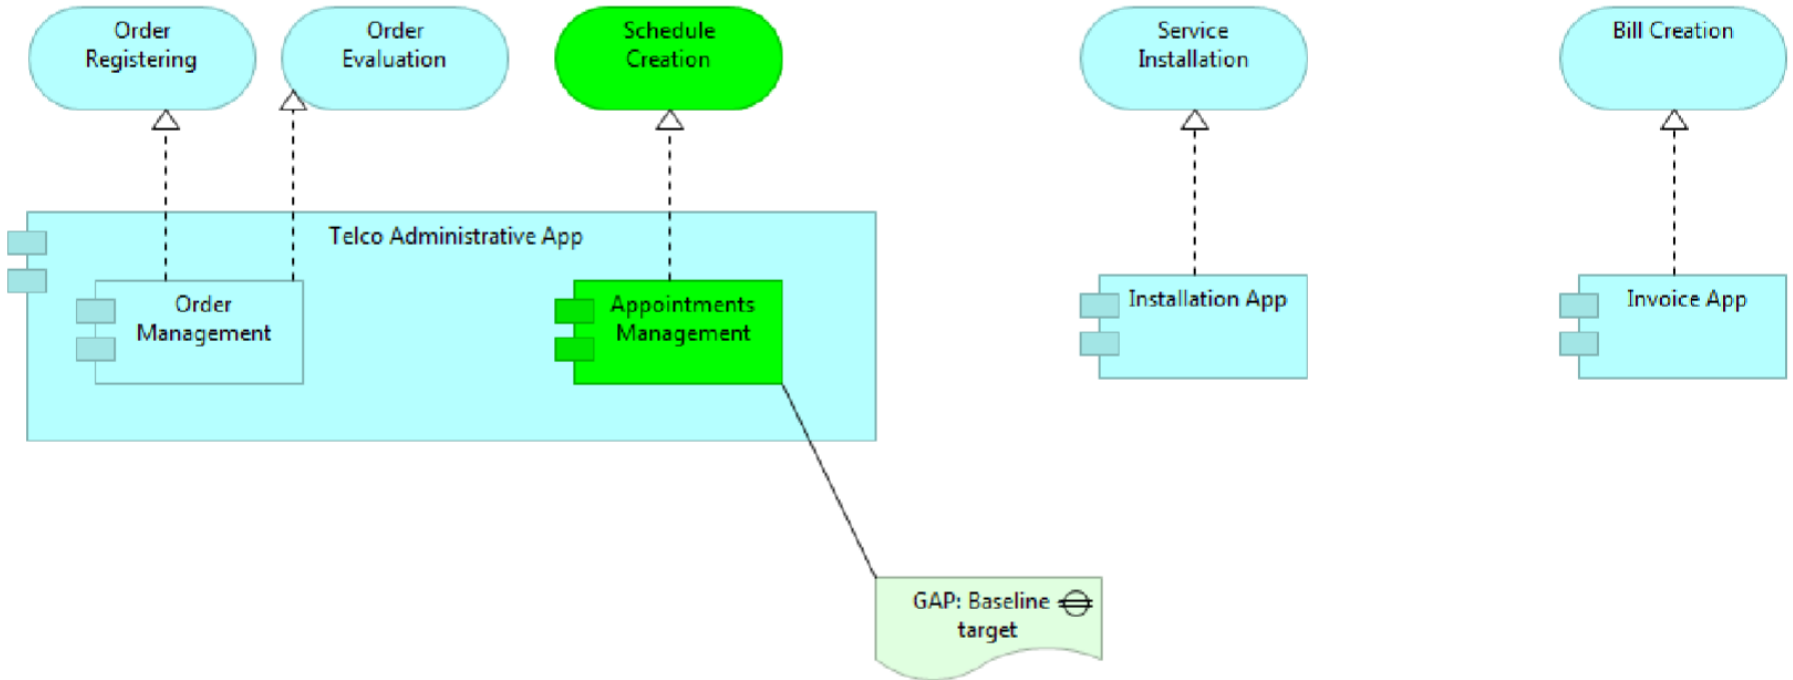 Order
Registering
Order
Evaluation
Schedule
Creation
Service
Installation
Bill Creation
Telco Administrative App
Order
Management
Appointments
Management
Installation App
Invoice App
GAP: Baseline
target